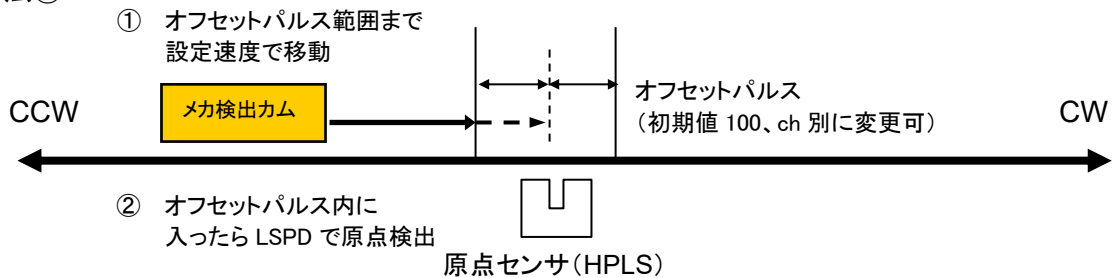 ①　オフセットパルス範囲まで
設定速度で移動
CCW
メカ検出カム
オフセットパルス
（初期値 100、ch 別に変更可）
CW
②　オフセットパルス内に
入ったら LSPD で原点検出
原点センサ（HPLS）